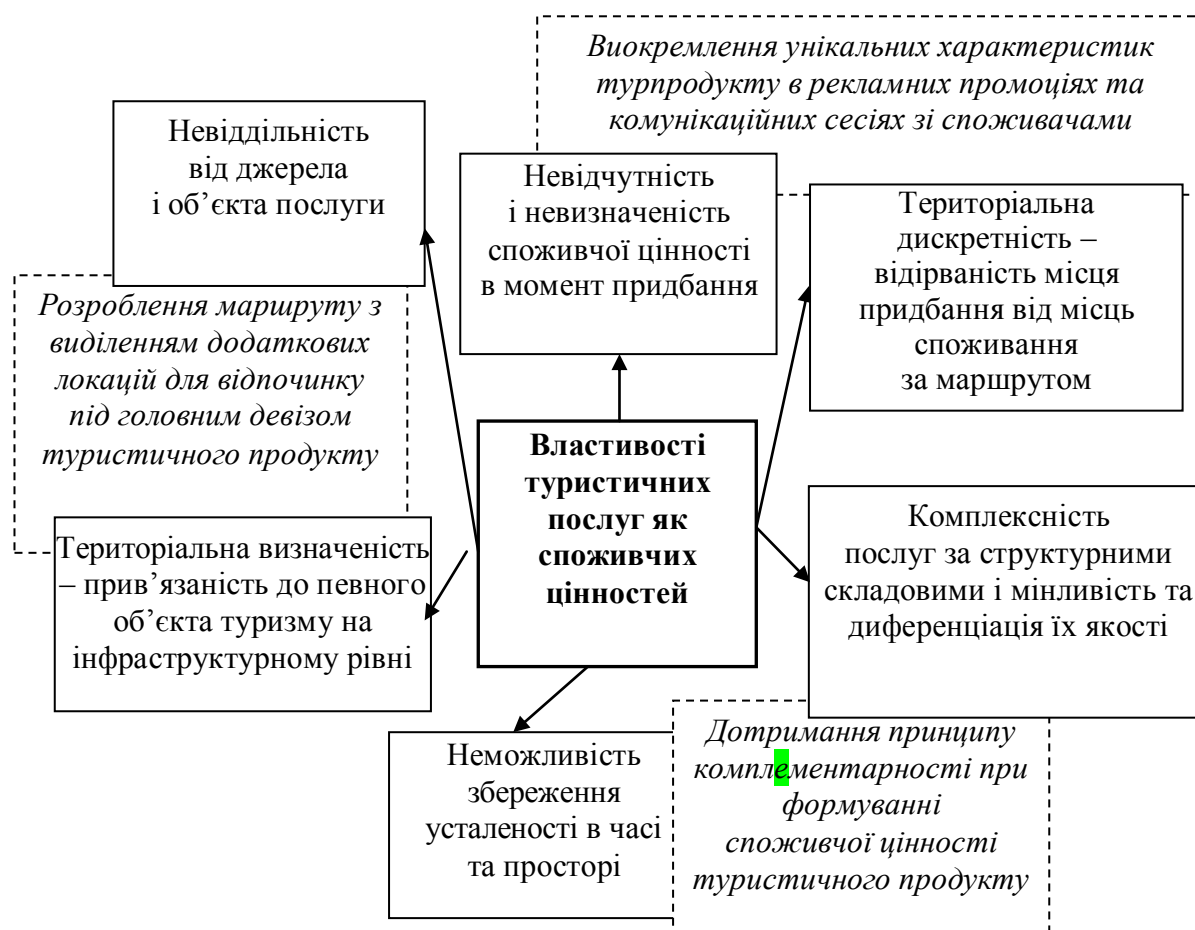 Виокремлення унікальних характеристик
турпродукту в рекламних промоціях та
комунікаційних сесіях зі споживачами
Невіддільність
від джерела
і об’єкта послуги
Невідчутність
і невизначеність
споживчої цінності
в момент придбання
Територіальна
дискретність –
відірваність місця
придбання від місць
споживання
за маршрутом
Розроблення маршруту з
виділенням додаткових
локацій для відпочинку
під головним девізом
туристичного продукту
Властивості
туристичних
послуг як
споживчих
цінностей
Територіальна визначеність
– прив’язаність до певного
об’єкта туризму на
інфраструктурному рівні
Комплексність
послуг за структурними
складовими і мінливість та
диференціація їх якості
Неможливість
збереження
усталеності в часі
та просторі
Дотримання принципу
комплементарності при
формуванні
споживчої цінності
туристичного продукту